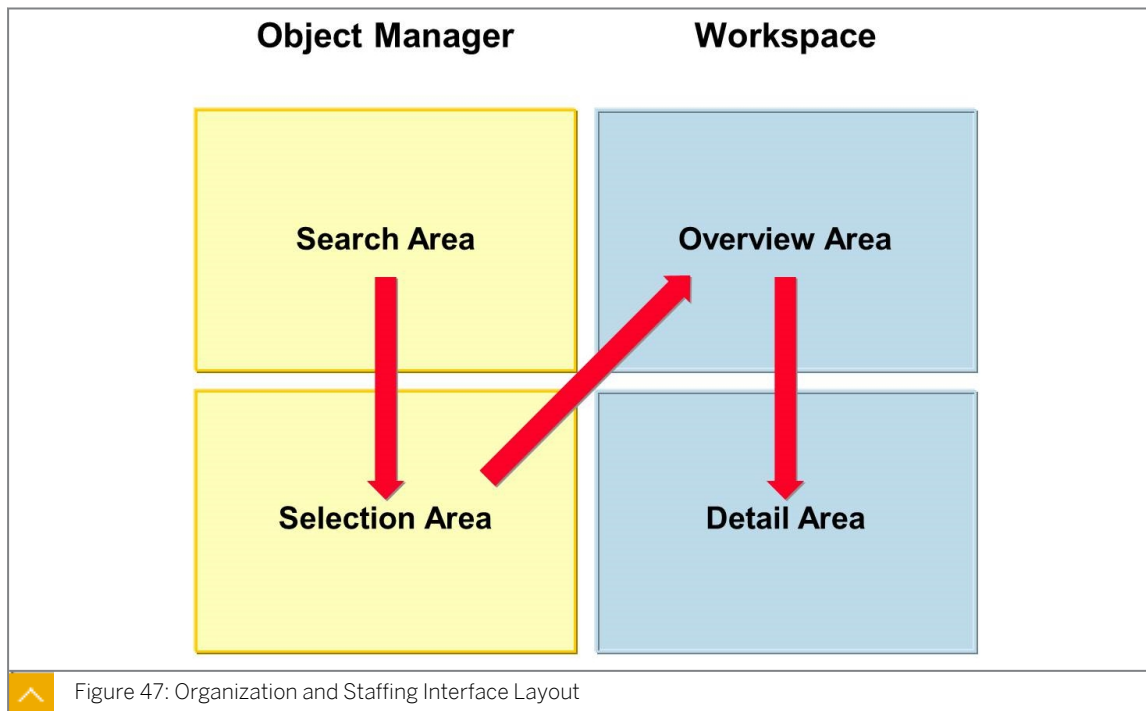 Object Manager
Workspace
Search Area
Overview Area
Selection Area
Detail Area
Figure 47: Organization and Staffing Interface Layout